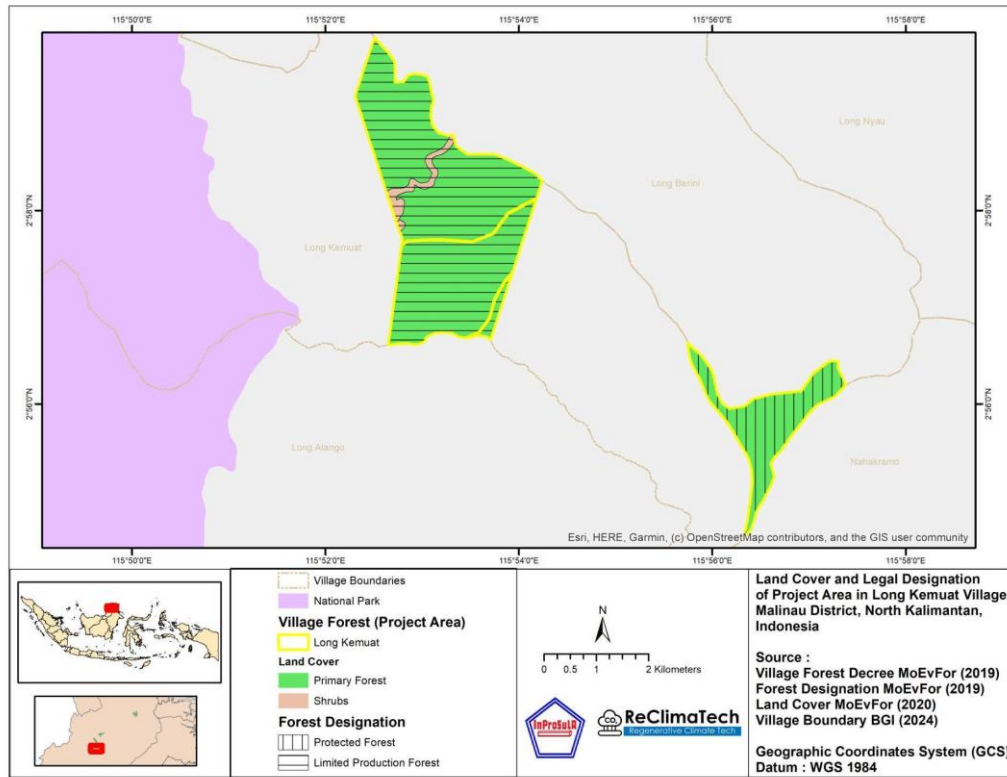 115°50'0"E 115°52'0"E 115°54'0"E 115°56'0"E 115°58'0"E
Long Nyau
Long Berini
2°58'0"N 2°58'0"N
Long Kemuat
2°56'0"N 2°56'0"N
Long Alango
Nahakramo
Esri, HERE, Garmin, (c) OpenStreetMap contributors, and the GIS user community
115°50'0"E 115°52'0"E 115°54'0"E 115°56'0"E 115°58'0"E
Village Boundaries
National Park
Village Forest (Project Area)
Long Kemuat
Land Cover
Primary Forest
Shrubs
Forest Designation
Protected Forest
Limited Production Forest
N
0 0.5 1 2 Kilometers
InProSuLA
CO2 ReClimaTech
Regenerative Climate Tech
Land Cover and Legal Designation
of Project Area in Long Kemuat Village
Malinau District, North Kalimantan,
Indonesia
Source :
Village Forest Decree MoEvFor (2019)
Forest Designation MoEvFor (2019)
Land Cover MoEvFor (2020)
Village Boundary BGI (2024)
Geographic Coordinates System (GCS)
Datum : WGS 1984